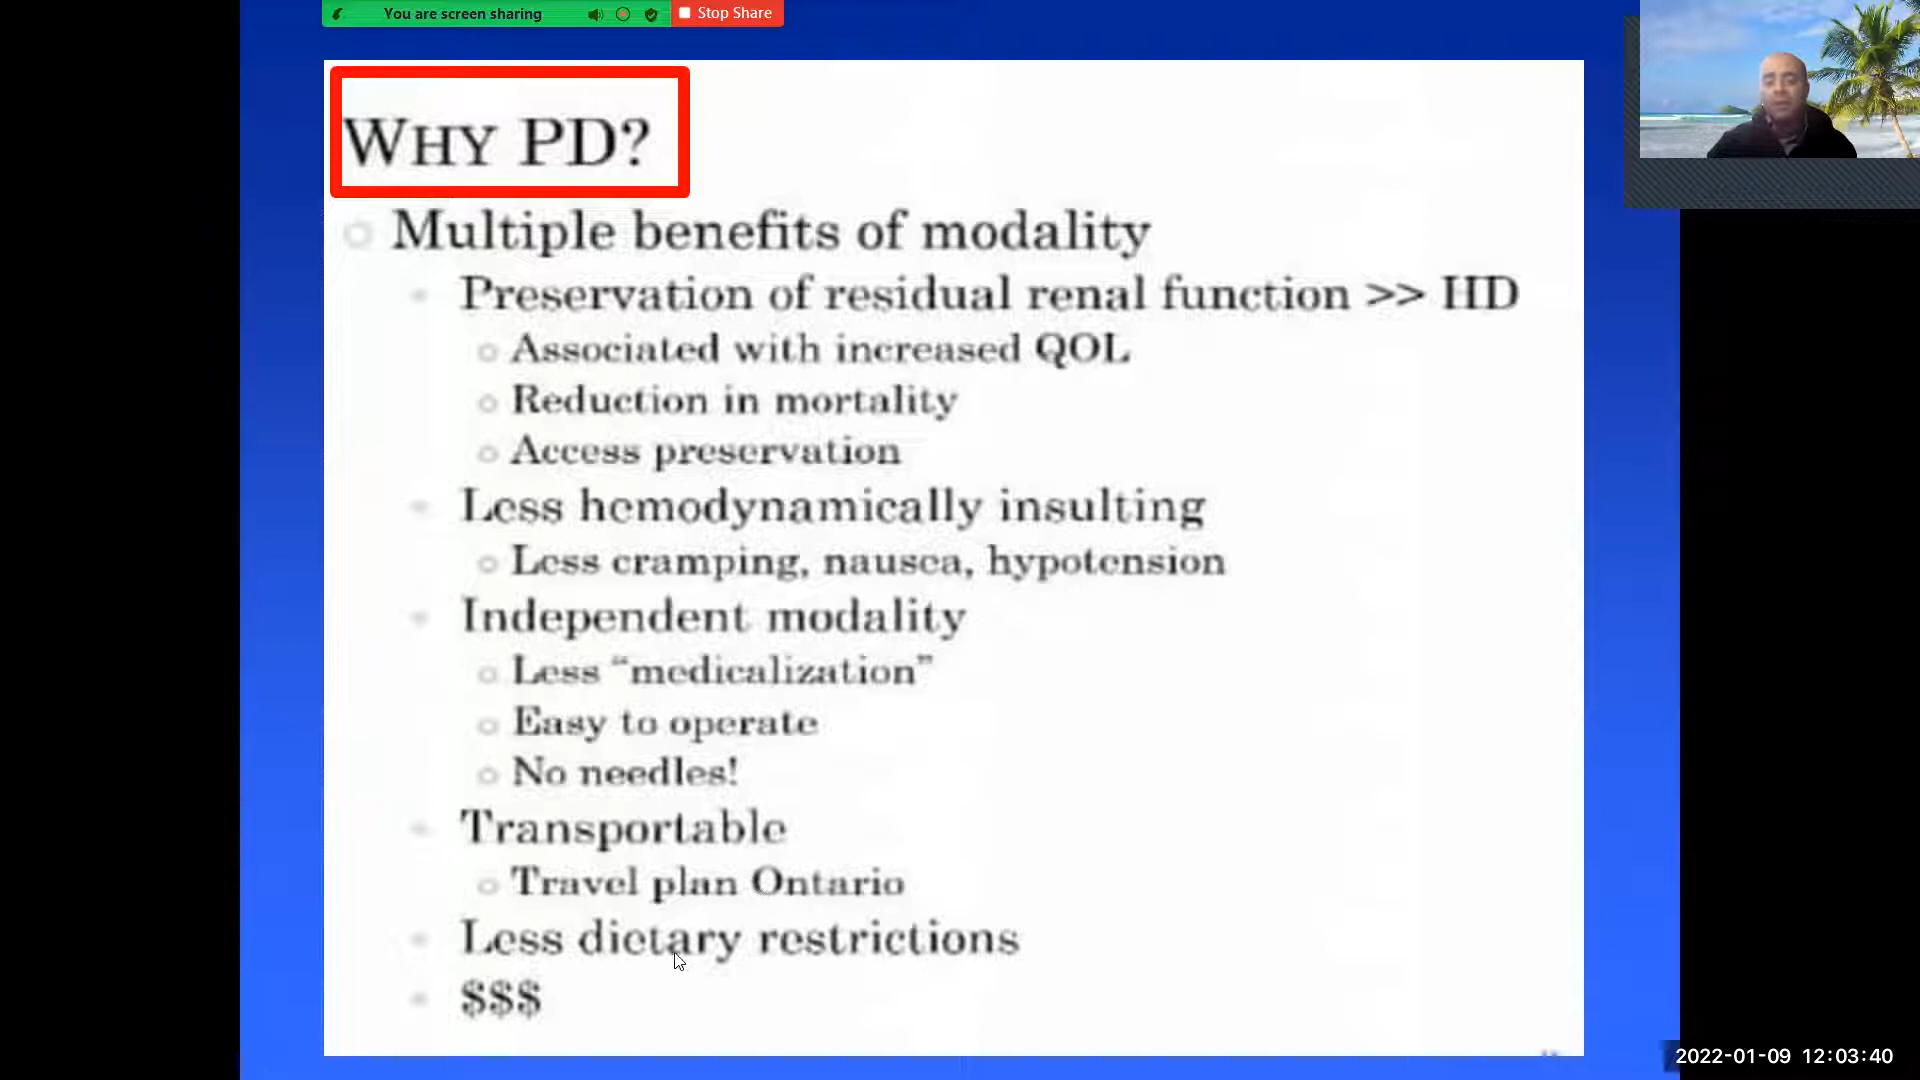 You are screen sharing
Stop Share
WHY PD?
Multiple benefits of modality
Preservation of residual renal function >> HD
Associated with increased QOL
Reduction in mortality
Access preservation
Less hemodynamically insulting
Less cramping, nausea, hypotension
Independent modality
Less “medicalization”
Easy to operate
No needles!
Transportable
Travel plan Ontario
Less dietary restrictions
$$$
2022-01-09 12:03:40